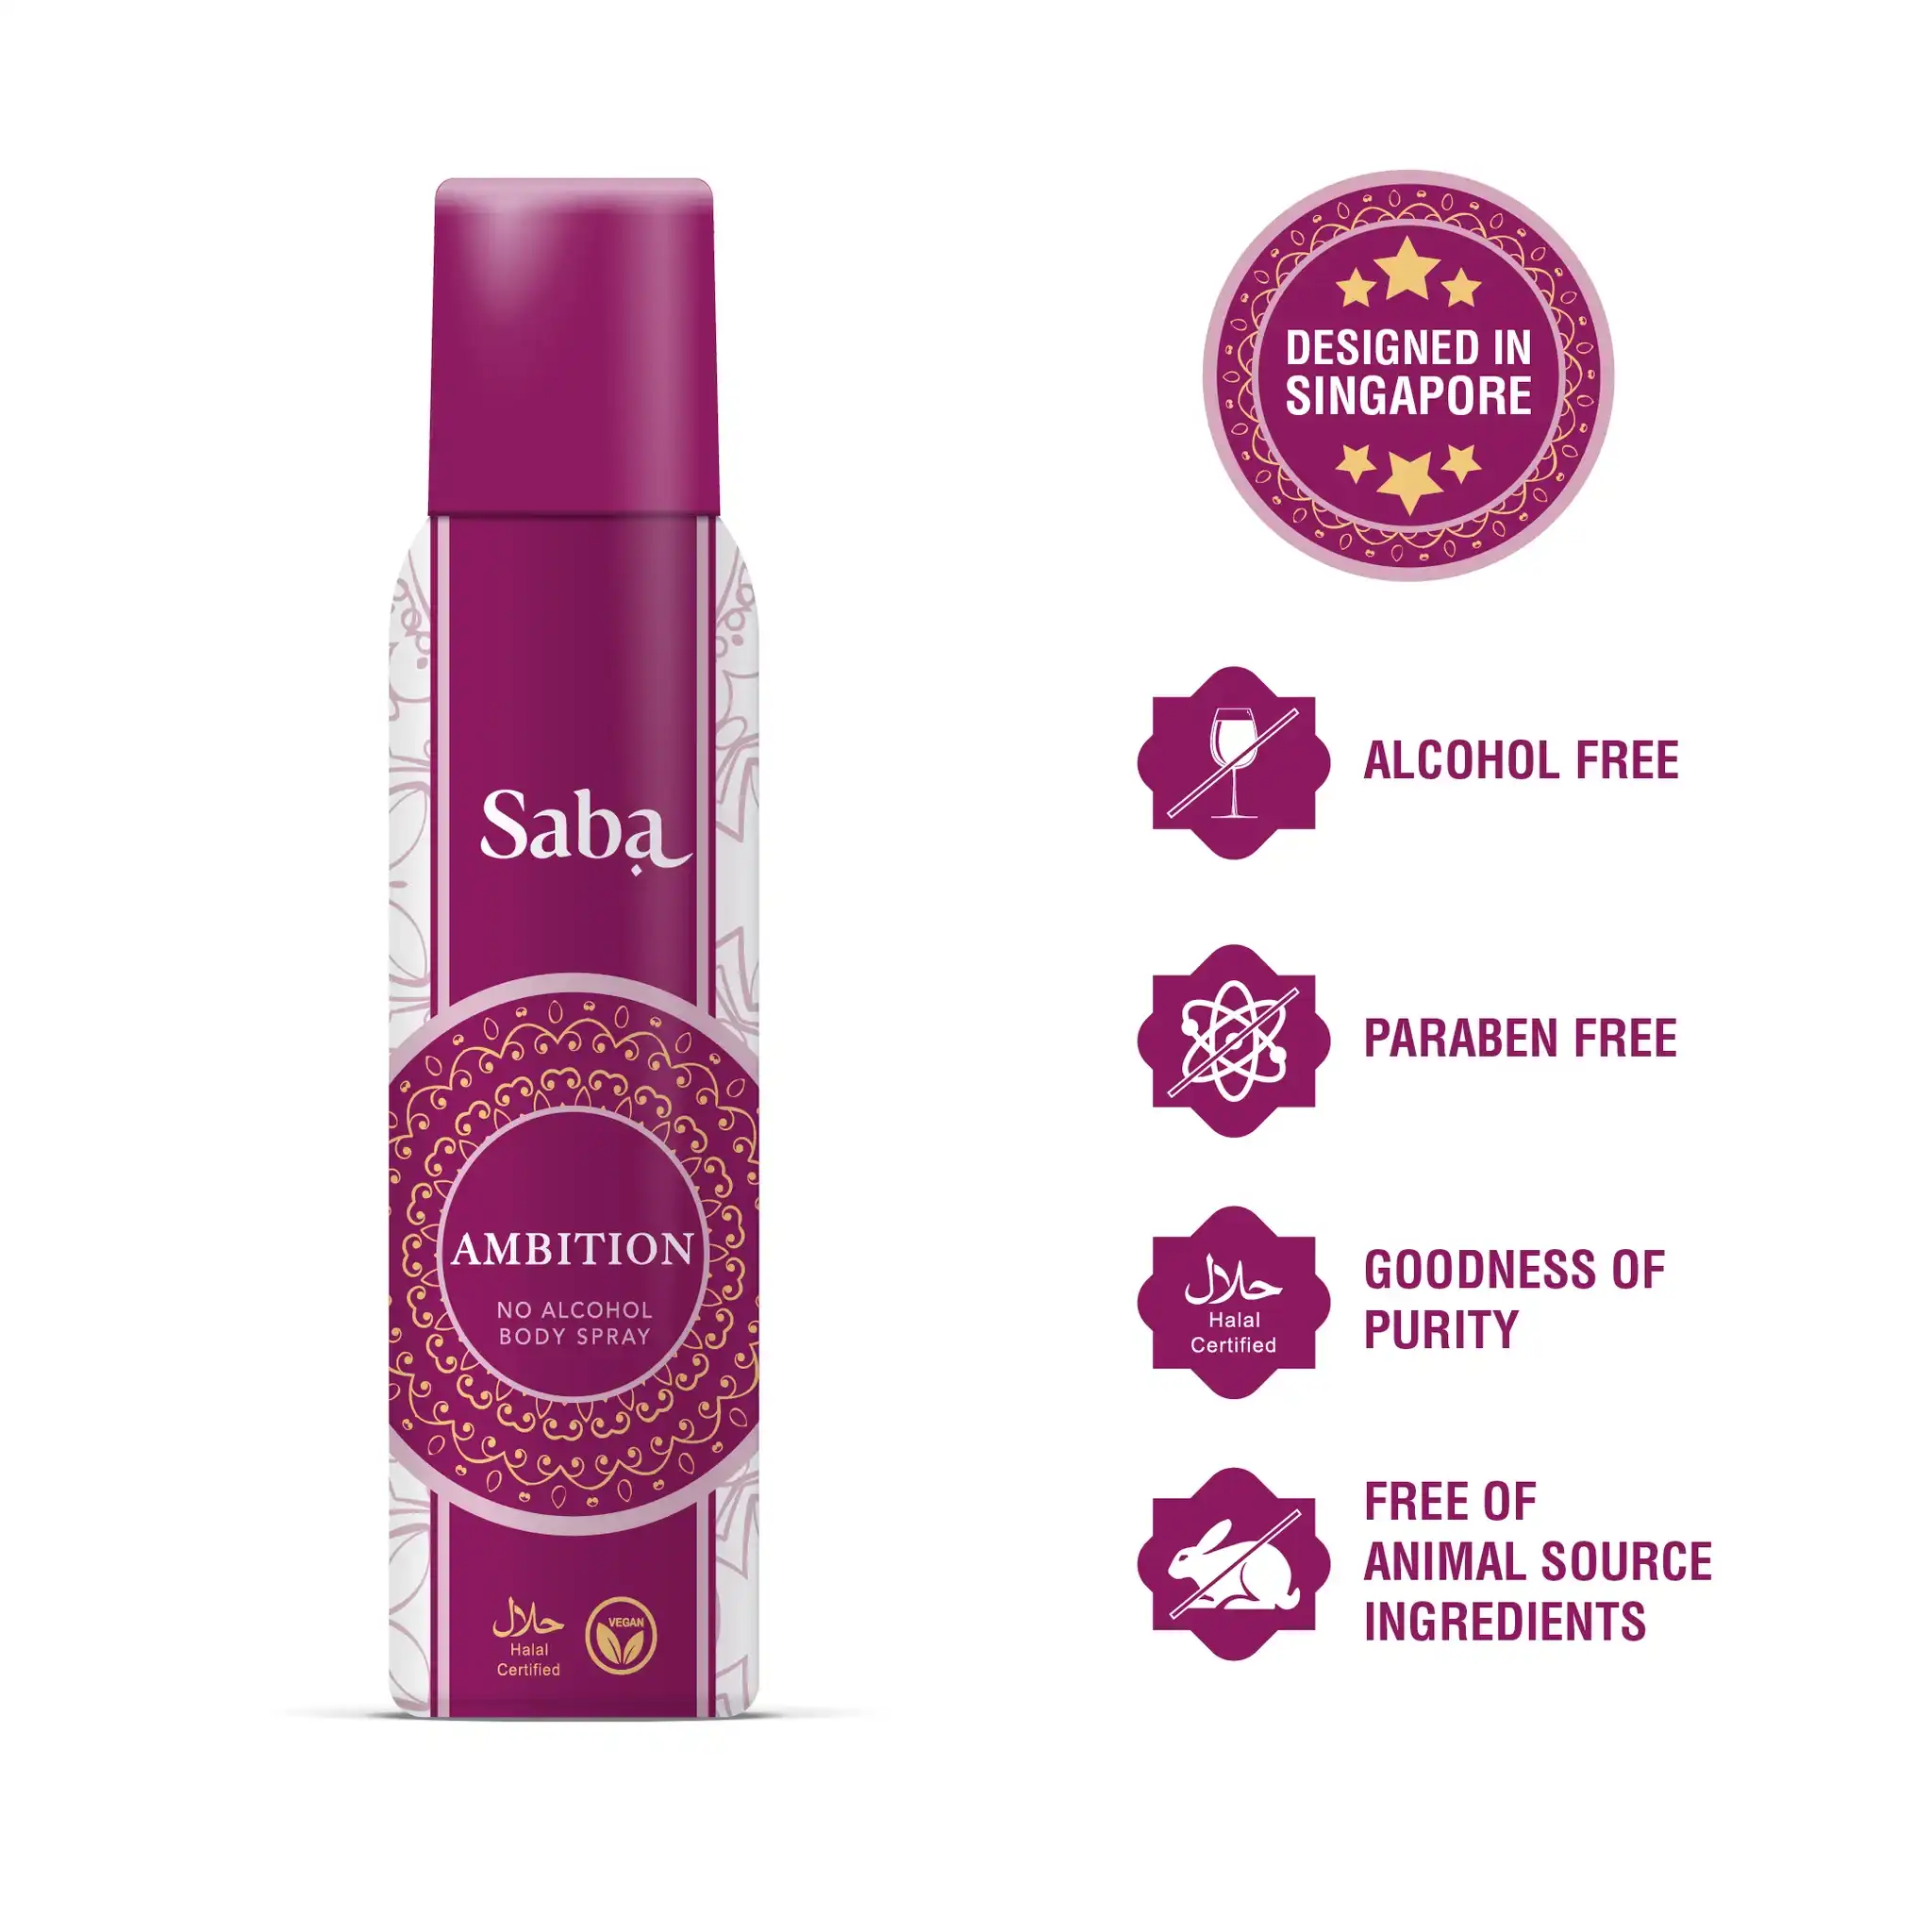 Saba
AMBITION
NO ALCOHOL
BODY SPRAY
حلال
Halal
Certified
VEGAN
DESIGNED IN
SINGAPORE
ALCOHOL FREE
PARABEN FREE
حلال
Halal
Certified
GOODNESS OF
PURITY
FREE OF
ANIMAL SOURCE
INGREDIENTS